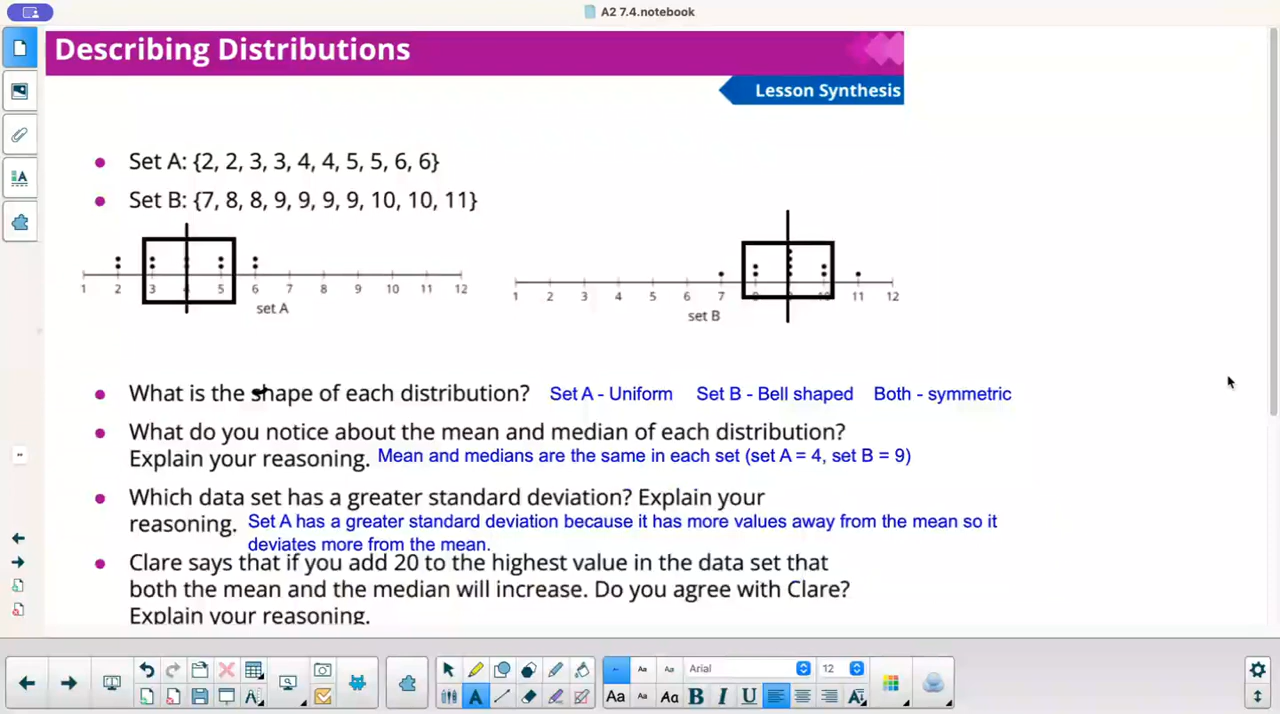 A2 7.4.notebook
Describing Distributions
Lesson Synthesis
Set A: {2, 2, 3, 3, 4, 4, 5, 5, 6, 6}
Set B: {7, 8, 8, 9, 9, 9, 9, 10, 10, 11}
1 2 3 4 5 6 7 8 9 10 11 12
set A
1 2 3 4 5 6 7 8 9 10 11 12
set B
What is the shape of each distribution? Set A - Uniform Set B - Bell shaped Both - symmetric
What do you notice about the mean and median of each distribution?
Explain your reasoning. Mean and medians are the same in each set (set A = 4, set B = 9)
Which data set has a greater standard deviation? Explain your
reasoning. Set A has a greater standard deviation because it has more values away from the mean so it
deviates more from the mean.
Clare says that if you add 20 to the highest value in the data set that
both the mean and the median will increase. Do you agree with Clare?
Explain your reasoning.
Aa Aa Arial 12
Aa Aa Aa B I U